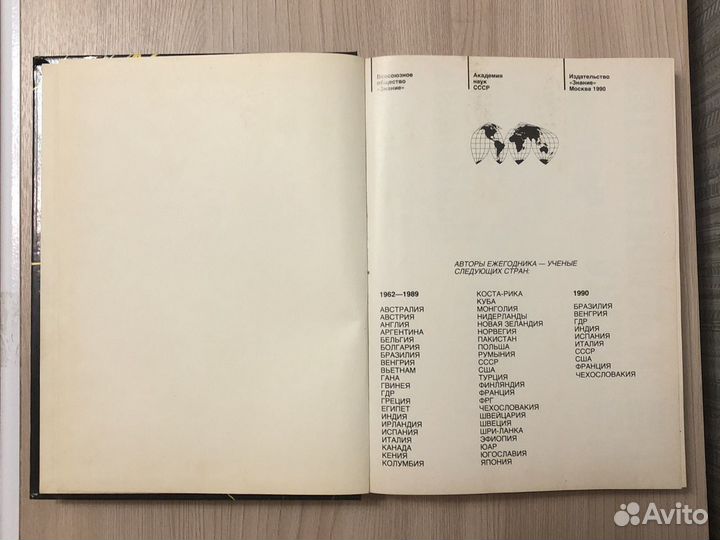 Всесоюзное
общество
«Знание»
Академия
наук
СССР
Издательство
«Знание»
Москва 1990
АВТОРЫ ЕЖЕГОДНИКА — УЧЕНЫЕ
СЛЕДУЮЩИХ СТРАН:
1962—1989
АВСТРАЛИЯ
АВСТРИЯ
АНГЛИЯ
АРГЕНТИНА
БЕЛЬГИЯ
БОЛГАРИЯ
БРАЗИЛИЯ
ВЕНГРИЯ
ВЬЕТНАМ
ГАНА
ГВИНЕЯ
ГДР
ГРЕЦИЯ
ЕГИПЕТ
ИНДИЯ
ИРЛАНДИЯ
ИСПАНИЯ
ИТАЛИЯ
КАНАДА
КЕНИЯ
КОЛУМБИЯ
КОСТА-РИКА
КУБА
МОНГОЛИЯ
НИДЕРЛАНДЫ
НОВАЯ ЗЕЛАНДИЯ
НОРВЕГИЯ
ПАКИСТАН
ПОЛЬША
РУМЫНИЯ
СССР
США
ТУРЦИЯ
ФИНЛЯНДИЯ
ФРАНЦИЯ
ФРГ
ЧЕХОСЛОВАКИЯ
ШВЕЙЦАРИЯ
ШВЕЦИЯ
ШРИ-ЛАНКА
ЭФИОПИЯ
ЮАР
ЮГОСЛАВИЯ
ЯПОНИЯ
1990
БРАЗИЛИЯ
ВЕНГРИЯ
ГДР
ИНДИЯ
ИСПАНИЯ
ИТАЛИЯ
СССР
США
ФРАНЦИЯ
ЧЕХОСЛОВАКИЯ
Avito